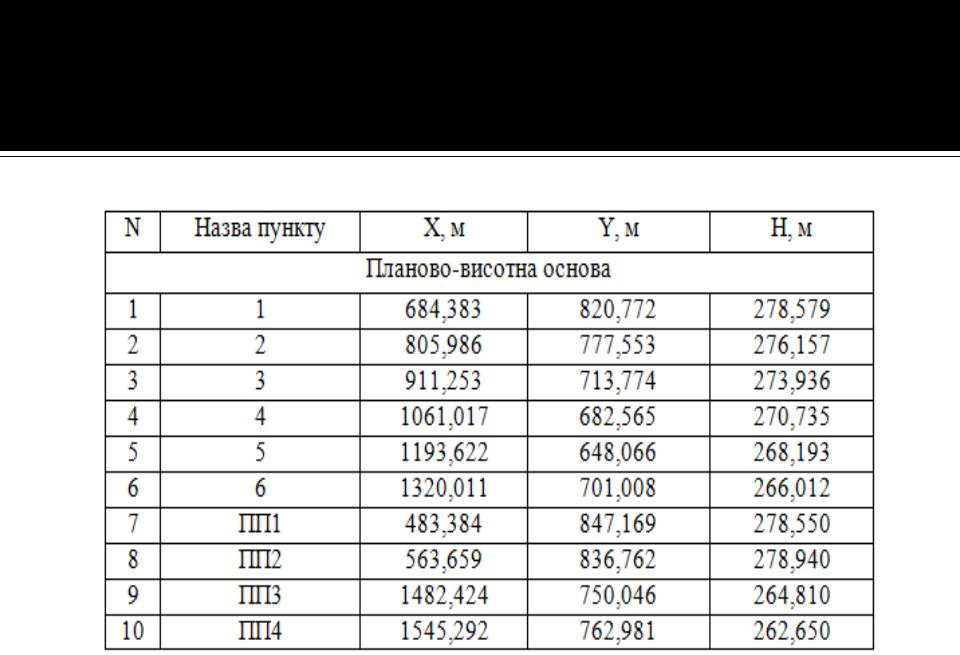 N Назва пункту X, м Y, м H, м
Планово-висотна основа
1 1 684,383 820,772 278,579
2 2 805,986 777,553 276,157
3 3 911,253 713,774 273,936
4 4 1061,017 682,565 270,735
5 5 1193,622 648,066 268,193
6 6 1320,011 701,008 266,012
7 ПП1 483,384 847,169 278,550
8 ПП2 563,659 836,762 278,940
9 ПП3 1482,424 750,046 264,810
10 ПП4 1545,292 762,981 262,650